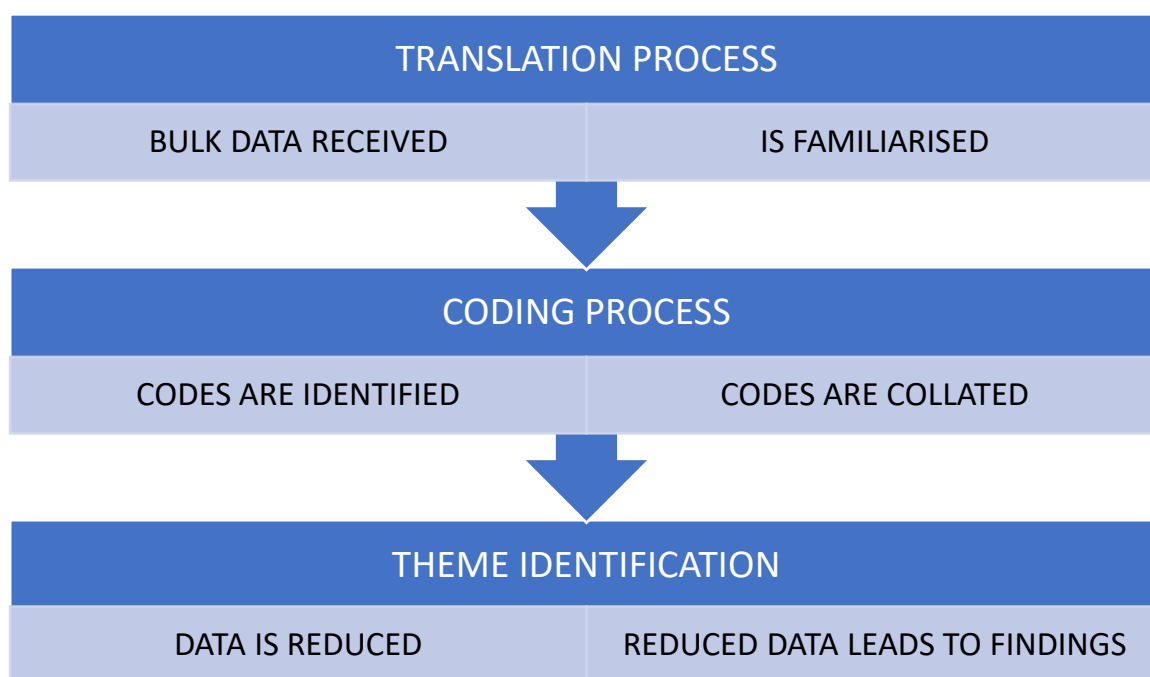 TRANSLATION PROCESS
BULK DATA RECEIVED
IS FAMILIARISED
CODING PROCESS
CODES ARE IDENTIFIED
CODES ARE COLLATED
THEME IDENTIFICATION
DATA IS REDUCED
REDUCED DATA LEADS TO FINDINGS